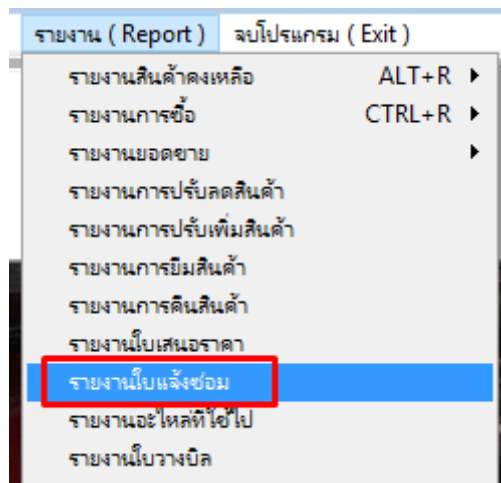 รายงาน ( Report ) จบโปรแกรม ( Exit )
รายงานสินค้าคงเหลือ ALT+R
รายงานการซื้อ CTRL+R
รายงานยอดขาย
รายงานการปรับลดสินค้า
รายงานการปรับเพิ่มสินค้า
รายงานการยืมสินค้า
รายงานการคืนสินค้า
รายงานใบเสนอราคา
รายงานใบแจ้งซ่อม
รายงานอะไหล่ที่ใช้ไป
รายงานใบวางบิล